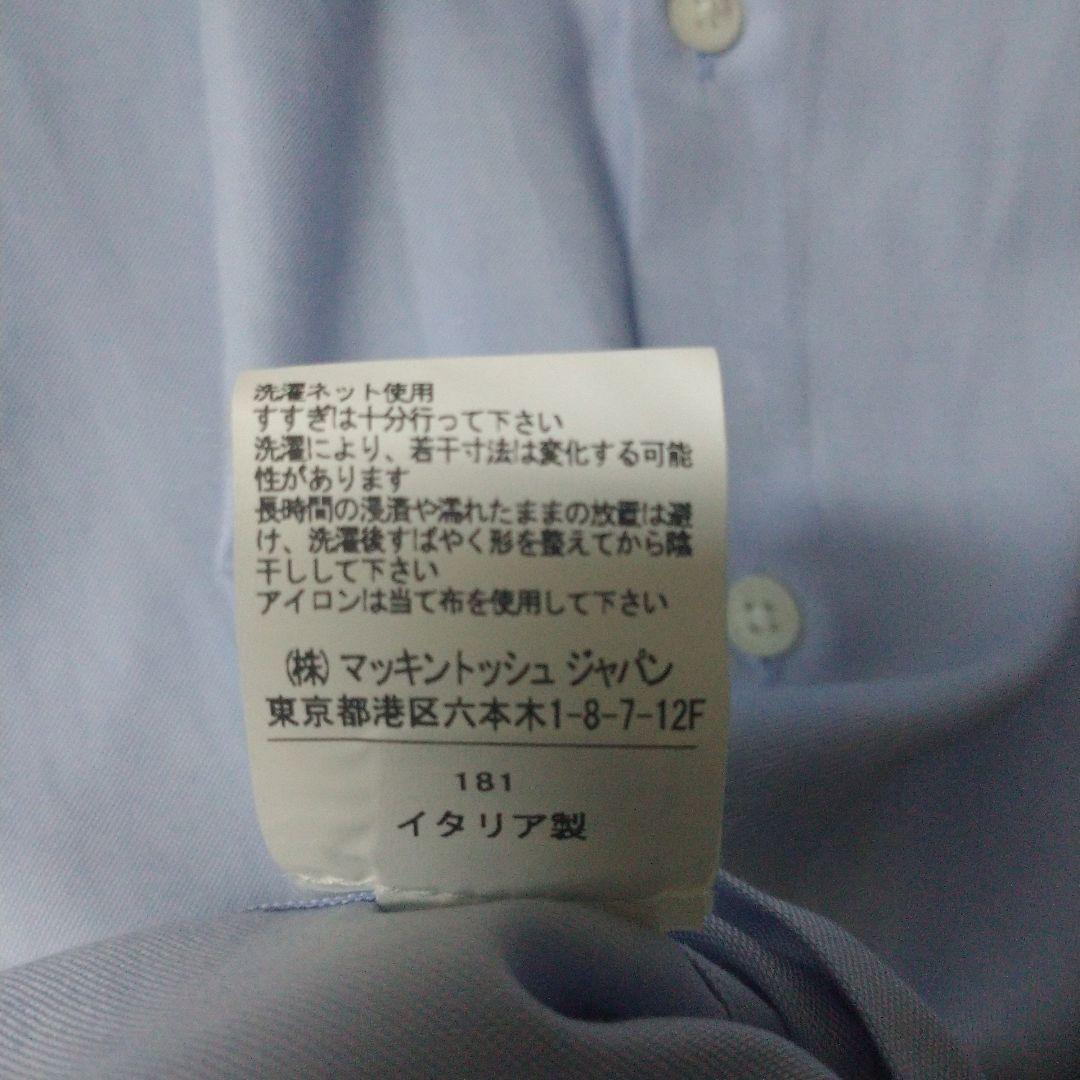 洗濯ネット使用
すすぎは十分行って下さい
洗濯により、若干寸法は変化する可能
性があります
長時間の浸漬や濡れたままの放置は避
け、洗濯後すばやく形を整えてから陰
干しして下さい
アイロンは当て布を使用して下さい
(株) マッキントッシュ ジャパン
東京都港区六本木1-8-7-12F
181
イタリア製